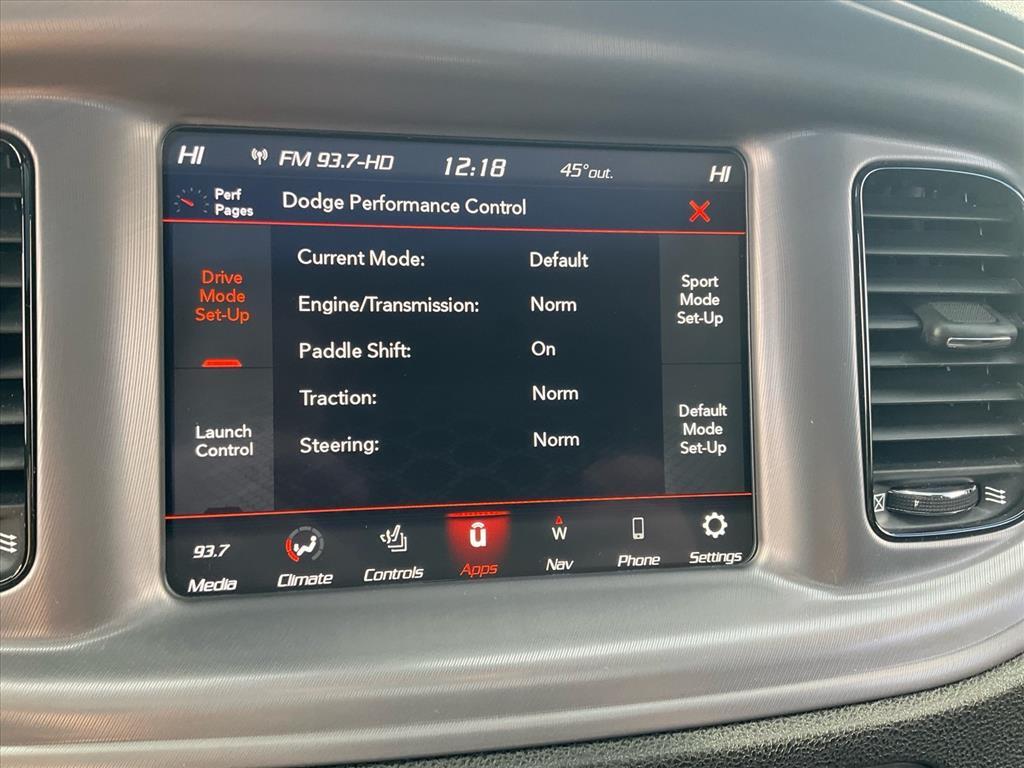 HI FM 93.7-HD 12:18 45°out. HI
Perf
Pages
Dodge Performance Control
Drive
Mode
Set-Up
Launch
Control
Current Mode: Default
Engine/Transmission: Norm
Paddle Shift: On
Traction: Norm
Steering: Norm
Sport
Mode
Set-Up
Default
Mode
Set-Up
93.7
Media
Climate
Controls
û
Apps
W
Nav
Phone
Settings